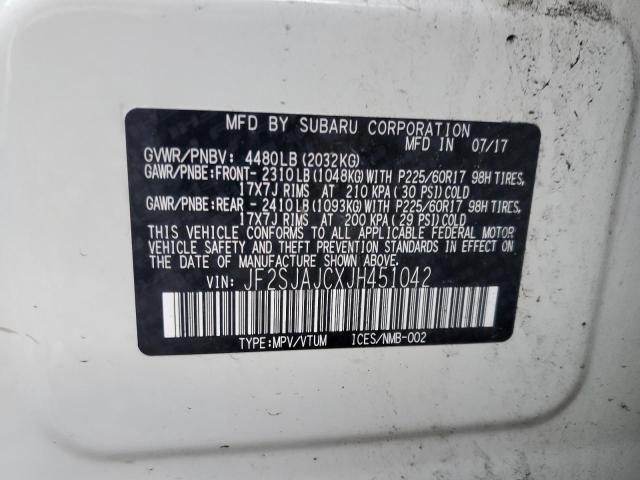 MFD BY SUBARU CORPORATION
MFD IN 07/17
GVWR/PNBV: 4480LB(2032KG)
GAWR/PNBE:FRONT- 2310LB(1048KG)WITH P225/60R17 98H TIRES,
17X7J RIMS AT 210 KPA (30 PSI)COLD
GAWR/PNBE:REAR - 2410LB(1093KG)WITH P225/60R17 98H TIRES,
17X7J RIMS AT 200 KPA (29 PSI)COLD
THIS VEHICLE CONFORMS TO ALL APPLICABLE FEDERAL MOTOR
VEHICLE SAFETY AND THEFT PREVENTION STANDARDS IN EFFECT ON THE
DATE OF MANUFACTURE SHOWN ABOVE.
VIN: JF2SJAJCXJH451042
TYPE:MPV/VTUM ICES/NMB-002